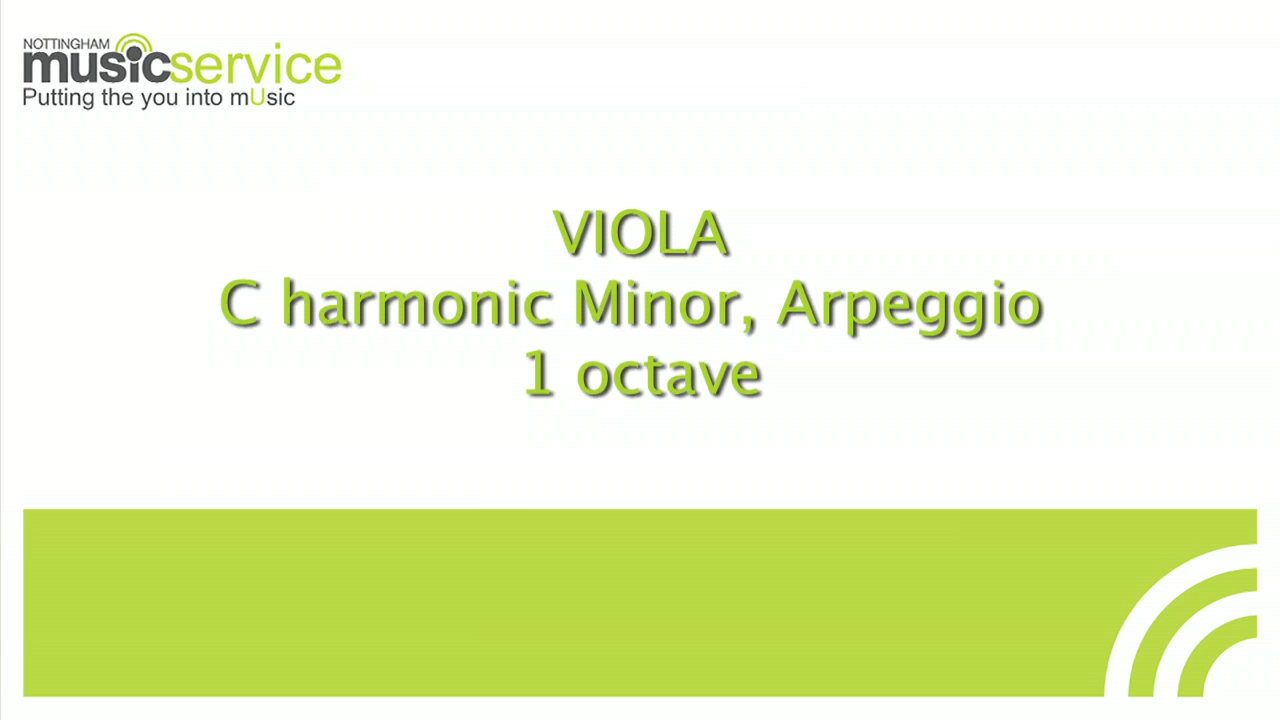 NOTTINGHAM
musicservice
Putting the you into mUsic
VIOLA
C harmonic Minor, Arpeggio
1 octave